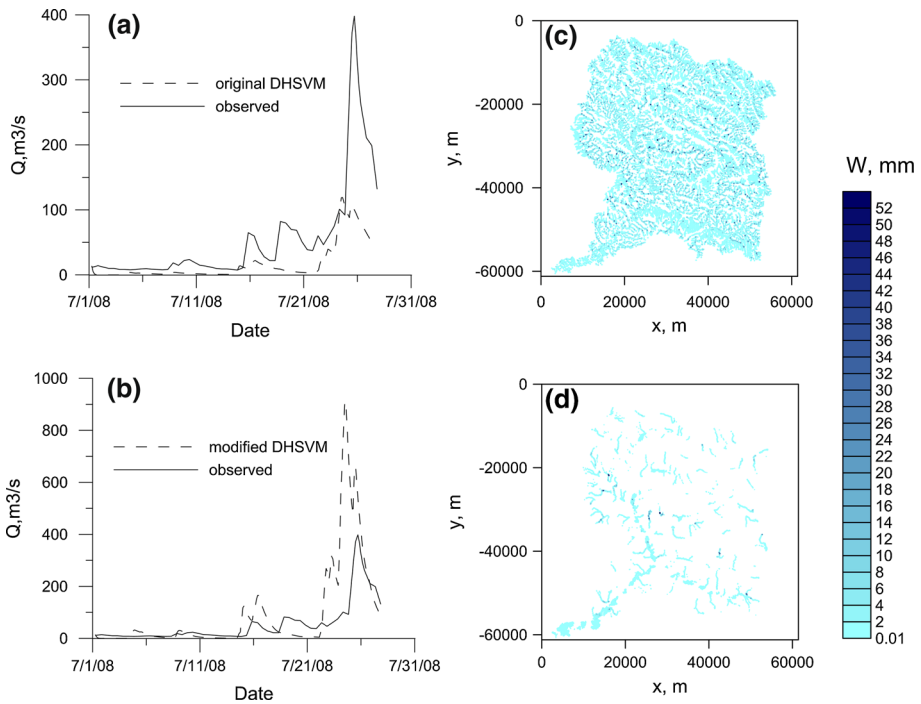 (a)
400
300
200
100
0
Q,m3/s
original DHSVM
observed
7/1/08 7/11/08 7/21/08 7/31/08
Date
(c)
0
-20000
-40000
-60000
y, m
0 20000 40000 60000
x, m
(b)
1000
800
600
400
200
0
Q,m3/s
modified DHSVM
observed
7/1/08 7/11/08 7/21/08 7/31/08
Date
(d)
0
-20000
-40000
-60000
y, m
0 20000 40000 60000
x, m
W, mm
52
50
48
46
44
42
40
38
36
34
32
30
28
26
24
22
20
18
16
14
12
10
8
6
4
2
0.01